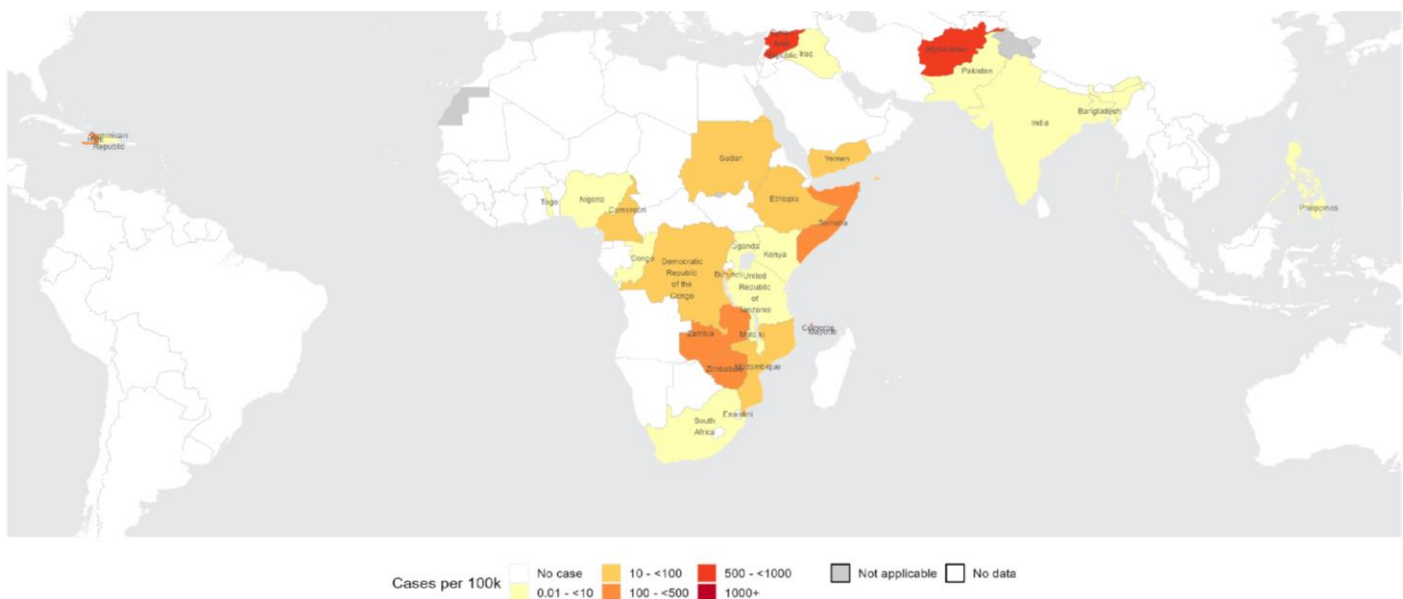 Iraq
Afghanistan
Pakistan
Dominican
Republic
India
Bangladesh
Sudan
Yemen
Togo
Nigeria
Cameroon
Ethiopia
Philippines
Somalia
Uganda
Kenya
Congo
Democratic
Republic
of the
Congo
Burundi
United
Republic
of
Tanzania
Zambia
Malawi
Comoros
Mayotte
Zimbabwe
Mozambique
Eswatini
South
Africa
Cases per 100k
No case
10 - <100
500 - <1000
Not applicable
No data
0.01 - <10
100 - <500
1000+